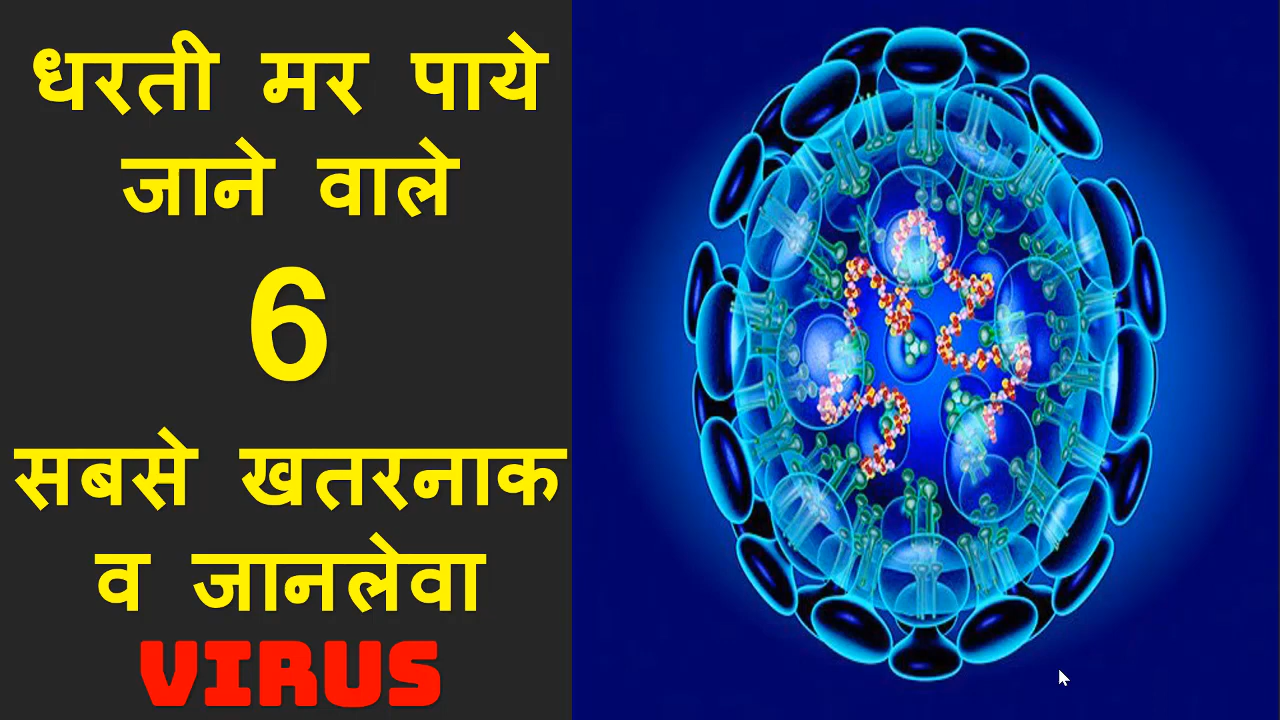 धरती मर पाये
जाने वाले
6
सबसे खतरनाक
व जानलेवा
VIRUS